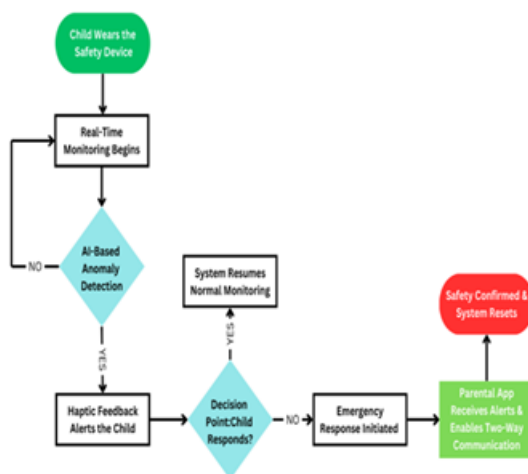 Child Wears the
Safety Device
Real-Time
Monitoring Begins
AI-Based
Anomaly
Detection
NO
YES
Haptic Feedback
Alerts the Child
System Resumes
Normal Monitoring
YES
Decision
Point:Child
Responds?
NO
Emergency
Response Initiated
Parental App
Receives Alerts &
Enables Two-Way
Communication
Safety Confirmed &
System Resets